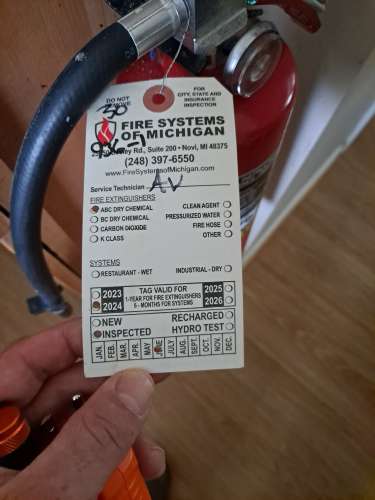 DO NOT
REMOVE
FOR
CITY, STATE AND
INSURANCE
INSPECTION
FIRE SYSTEMS
OF MICHIGAN
Rd., Suite 200 • Novi, MI 48375
(248) 397-6550
www.FireSystemsofMichigan.com
Service Technician AV
FIRE EXTINGUISHERS
ABC DRY CHEMICAL
BC DRY CHEMICAL
CARBON DIOXIDE
K CLASS
CLEAN AGENT
PRESSURIZED WATER
FIRE HOSE
OTHER
SYSTEMS
RESTAURANT - WET
INDUSTRIAL - DRY
2023
2024
TAG VALID FOR
1-YEAR FOR FIRE EXTINGUISHERS
6 - MONTHS FOR SYSTEMS
2025
2026
NEW
INSPECTED
RECHARGED
HYDRO TEST
JAN. FEB. MAR. APR. MAY JUNE JULY AUG. SEPT. OCT. NOV. DEC.